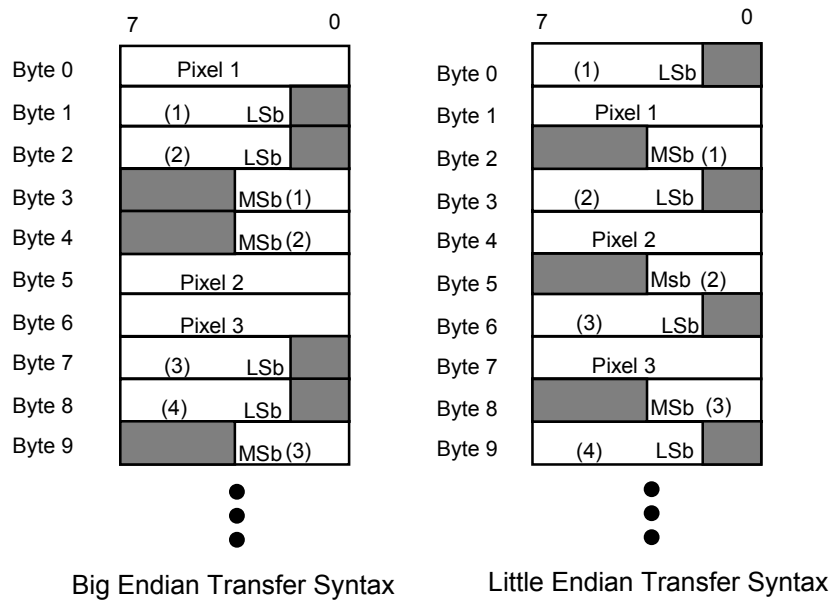 7 0
Byte 0 Pixel 1
Byte 1 (1) LSb
Byte 2 (2) LSb
Byte 3 MSb (1)
Byte 4 MSb (2)
Byte 5 Pixel 2
Byte 6 Pixel 3
Byte 7 (3) LSb
Byte 8 (4) LSb
Byte 9 MSb (3)
Big Endian Transfer Syntax
7 0
Byte 0 (1) LSb
Byte 1 Pixel 1
Byte 2 MSb (1)
Byte 3 (2) LSb
Byte 4 Pixel 2
Byte 5 Msb (2)
Byte 6 (3) LSb
Byte 7 Pixel 3
Byte 8 MSb (3)
Byte 9 (4) LSb
Little Endian Transfer Syntax